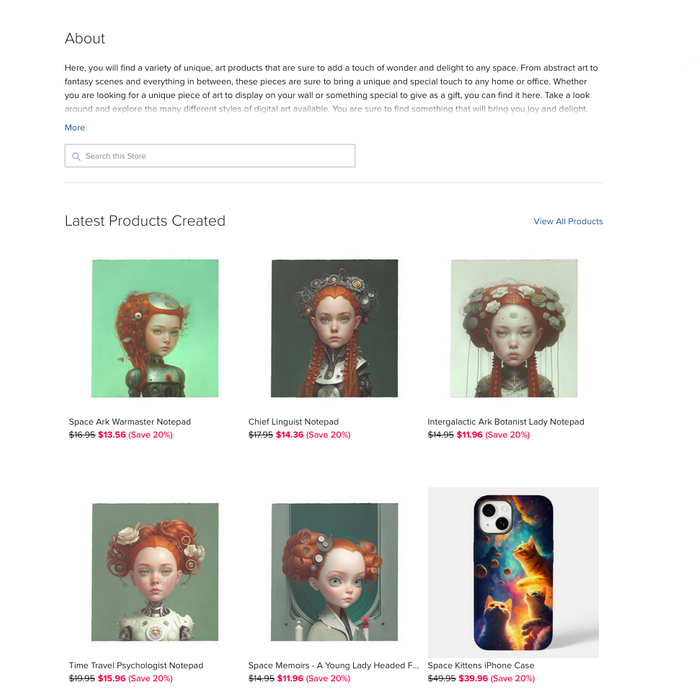 About
Here, you will find a variety of unique, art products that are sure to add a touch of wonder and delight to any space. From abstract art to
fantasy scenes and everything in between, these pieces are sure to bring a unique and special touch to any home or office. Whether
you are looking for a unique piece of art to display on your wall or something special to give as a gift, you can find it here. Take a look
around and explore the many different styles of digital art available. You are sure to find something that will bring you joy and delight.
More
Search this Store
Latest Products Created
View All Products
Space Ark Warmaster Notepad
$16.95 $13.56 (Save 20%)
Chief Linguist Notepad
$17.95 $14.36 (Save 20%)
Intergalactic Ark Botanist Lady Notepad
$14.95 $11.96 (Save 20%)
Time Travel Psychologist Notepad
$19.95 $15.96 (Save 20%)
Space Memoirs - A Young Lady Headed F...
$14.95 $11.96 (Save 20%)
Space Kittens iPhone Case
$49.95 $39.96 (Save 20%)